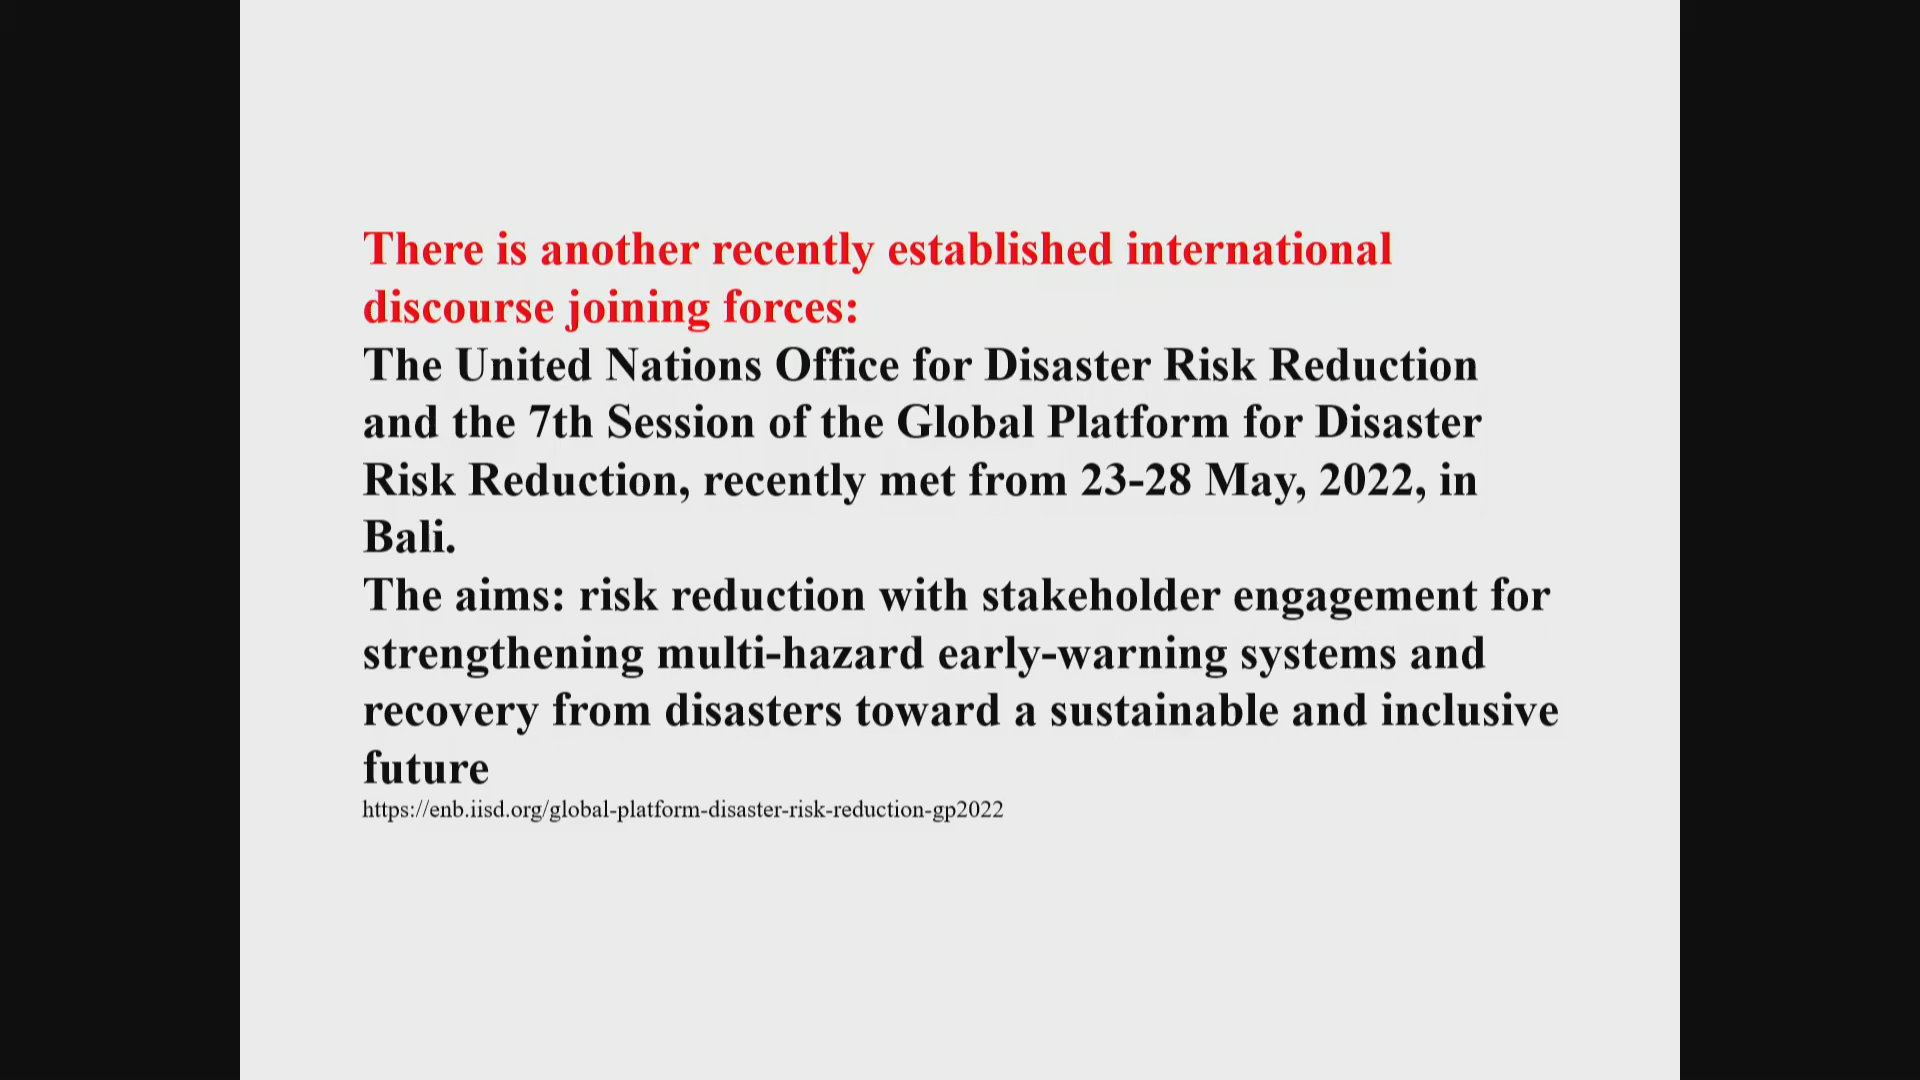 There is another recently established international
discourse joining forces:
The United Nations Office for Disaster Risk Reduction
and the 7th Session of the Global Platform for Disaster
Risk Reduction, recently met from 23-28 May, 2022, in
Bali.
The aims: risk reduction with stakeholder engagement for
strengthening multi-hazard early-warning systems and
recovery from disasters toward a sustainable and inclusive
future
https://enb.iisd.org/global-platform-disaster-risk-reduction-gp2022